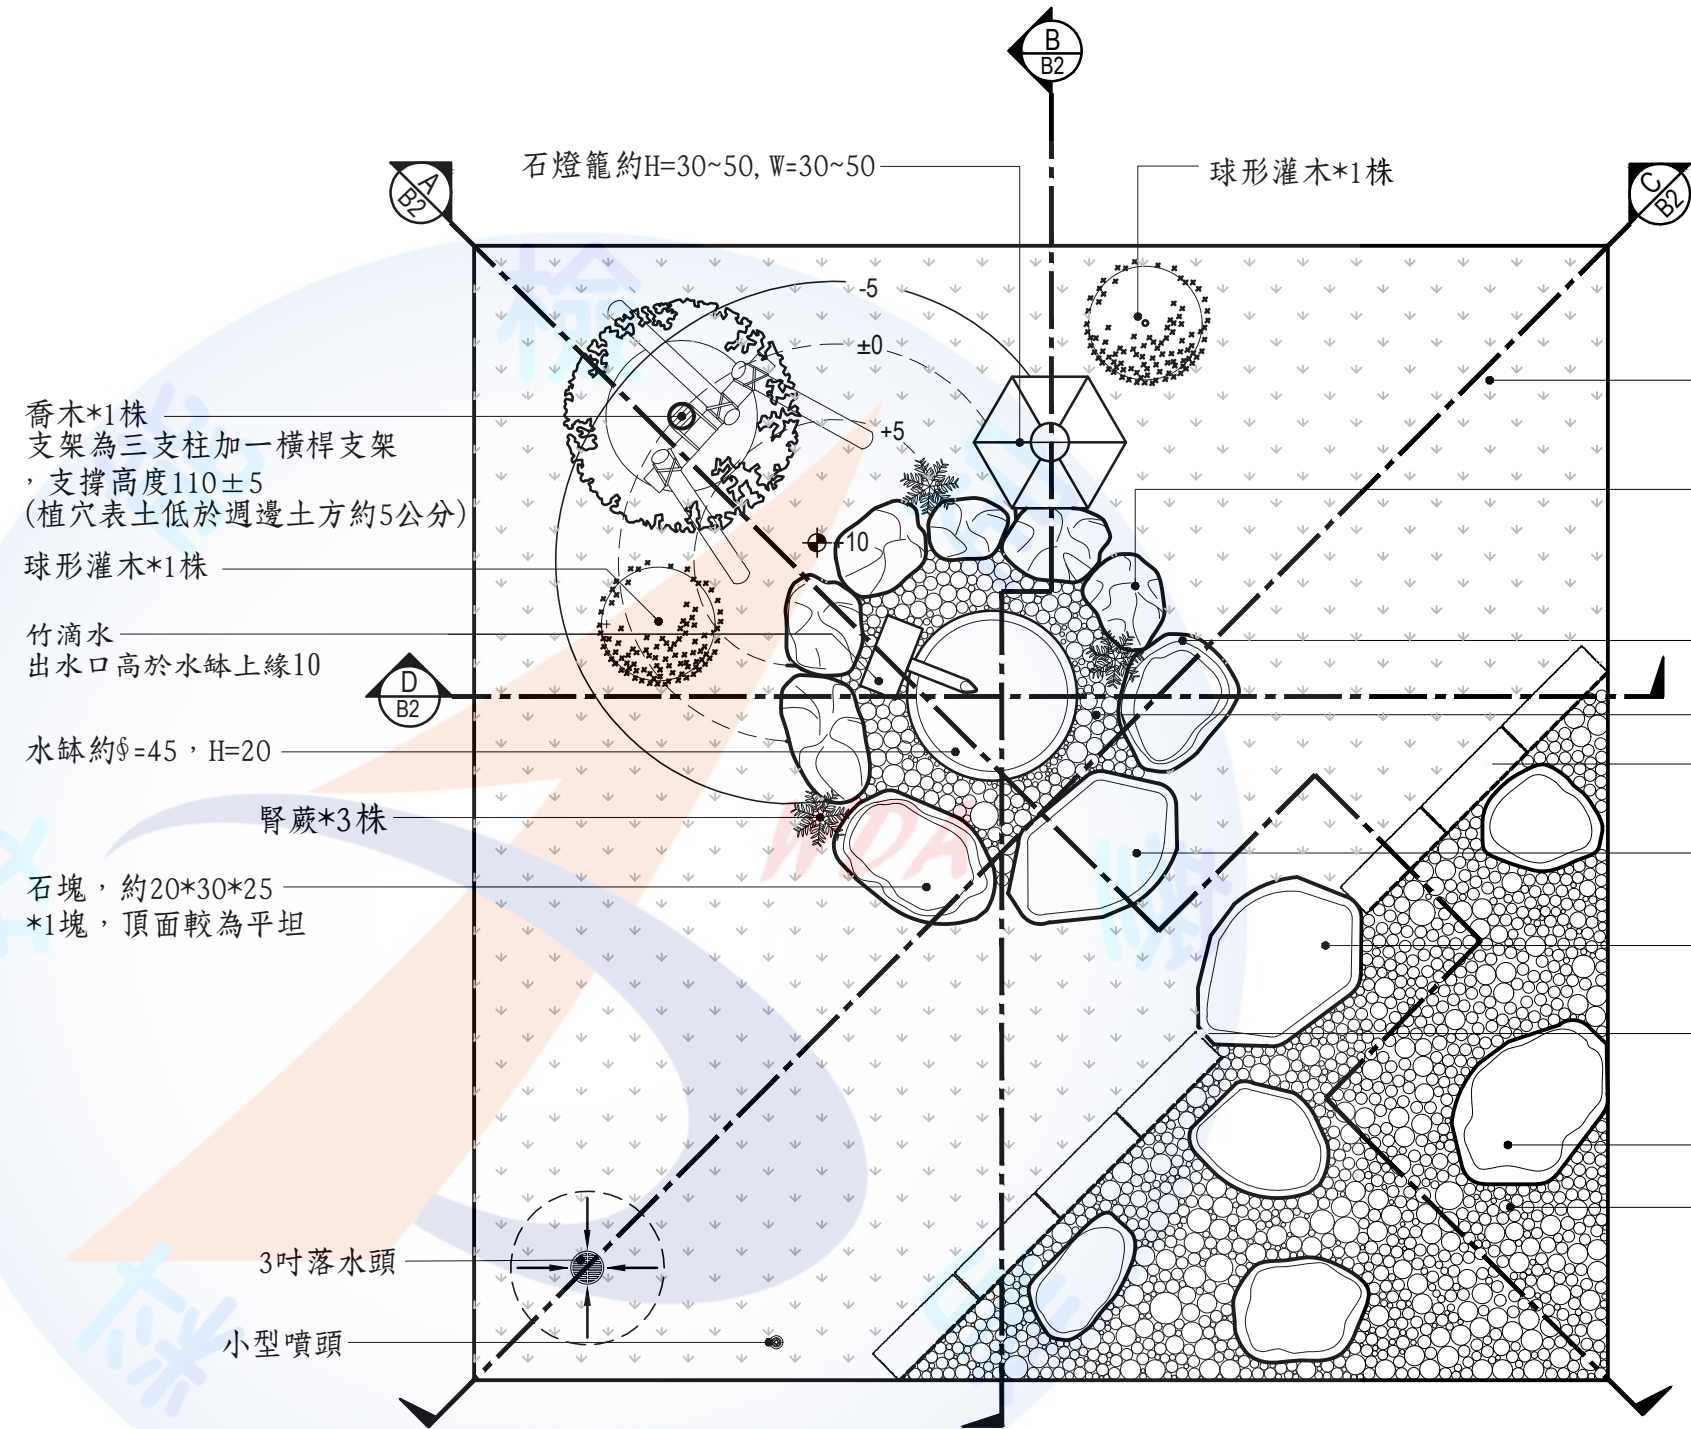 B
B2
石燈籠約H=30~50, W=30~50
球形灌木*1株
A
B2
C
B2
-5
±0
+5
喬木*1株
支架為三支柱加一橫桿支架
，支撐高度110±5
(植穴表土低於週邊土方約5公分)
+10
球形灌木*1株
竹滴水
出水口高於水缽上緣10
D
B2
水缽約§=45，H=20
腎蕨*3株
WDA
石塊，約20*30*25
*1塊，頂面較為平坦
3吋落水頭
小型噴頭